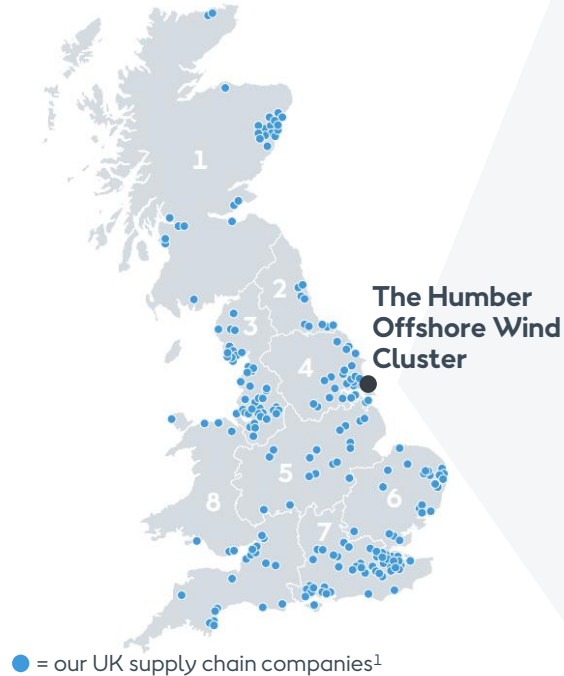 1
2
3
The Humber
Offshore Wind
Cluster
4
5
6
8
7
= our UK supply chain companies¹